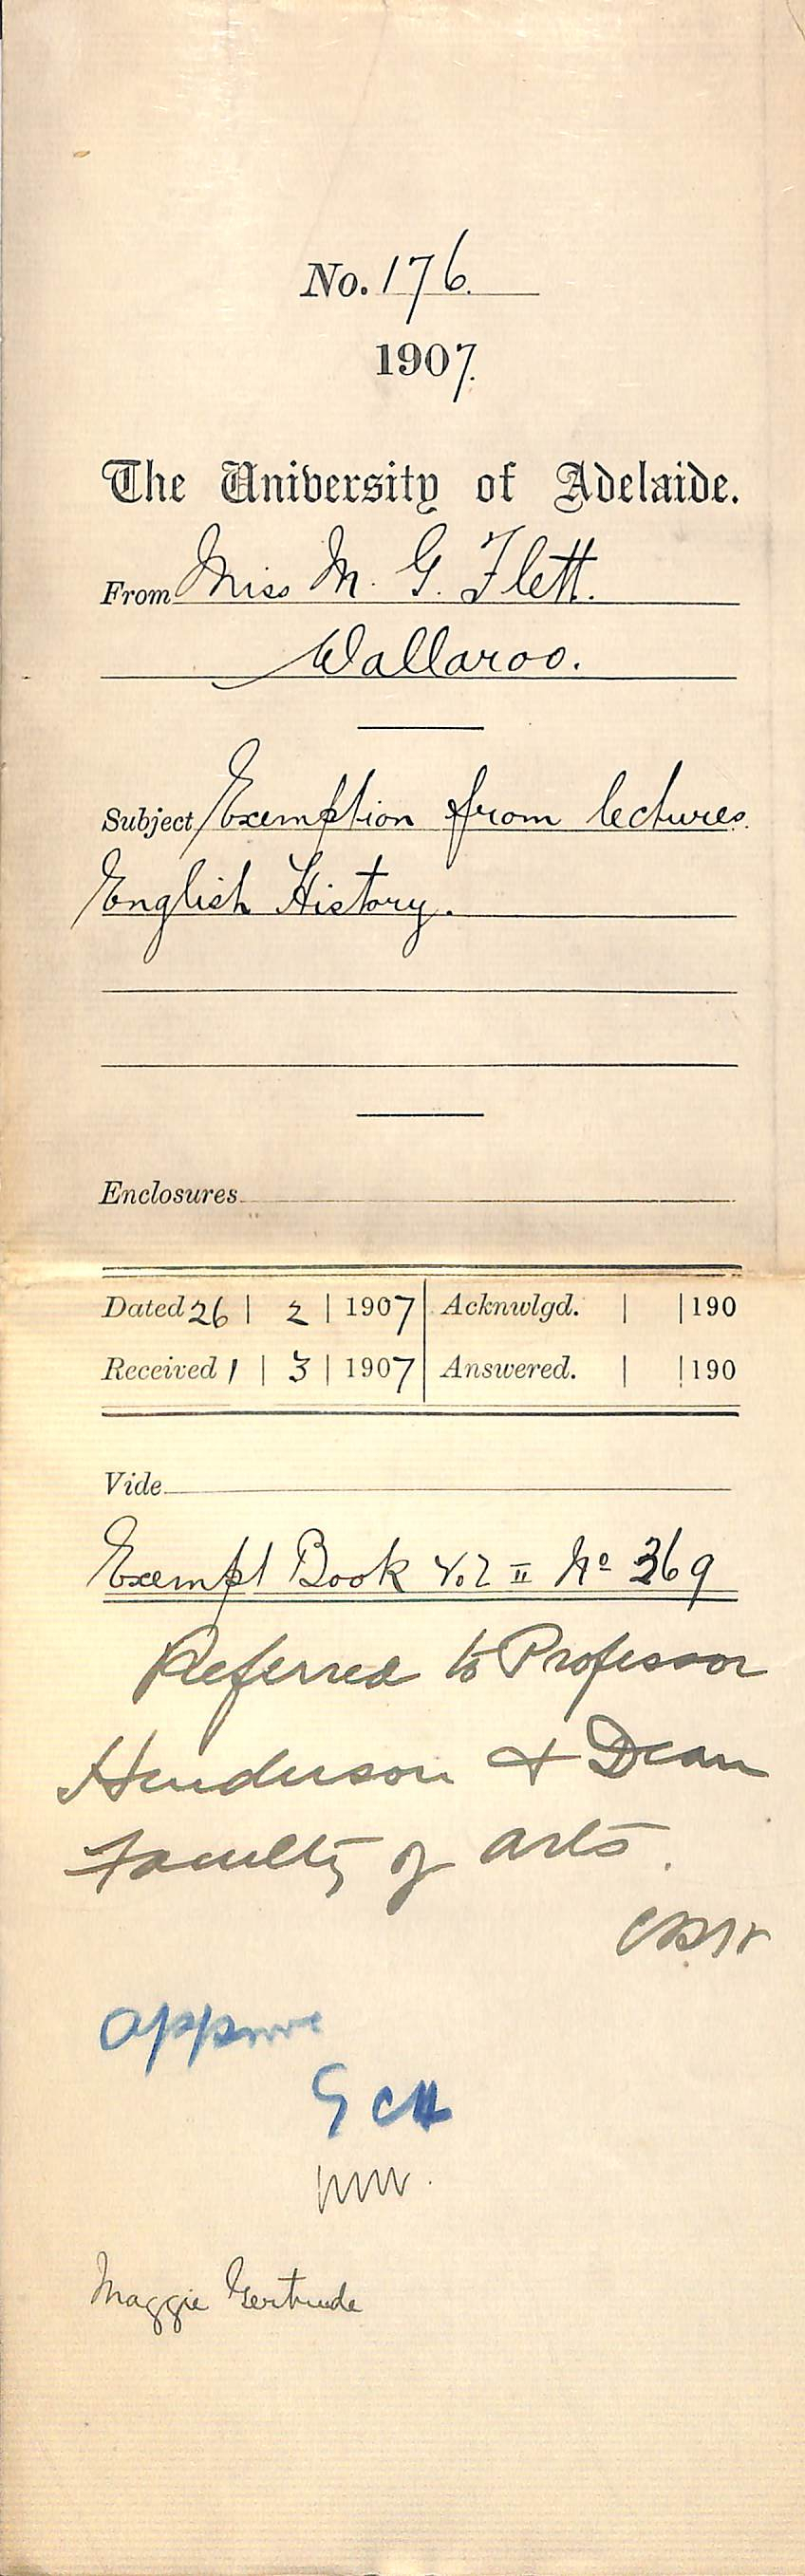 No. 176.
1907.
The University of Adelaide.
From Miss M. G. Flett.
Wallaroo.
Subject Exemption from lectures.
English History.
Enclosures
Dated 26 | 2 | 1907 | Acknwlgd. | | 190
Received 1 | 3 | 1907 | Answered. | | 190
Vide
Exempt Book Vol II No 369
Referred to Professor
Henderson & Dean
Faculty of Arts.
Approve
GCH
Maggie Gertrude